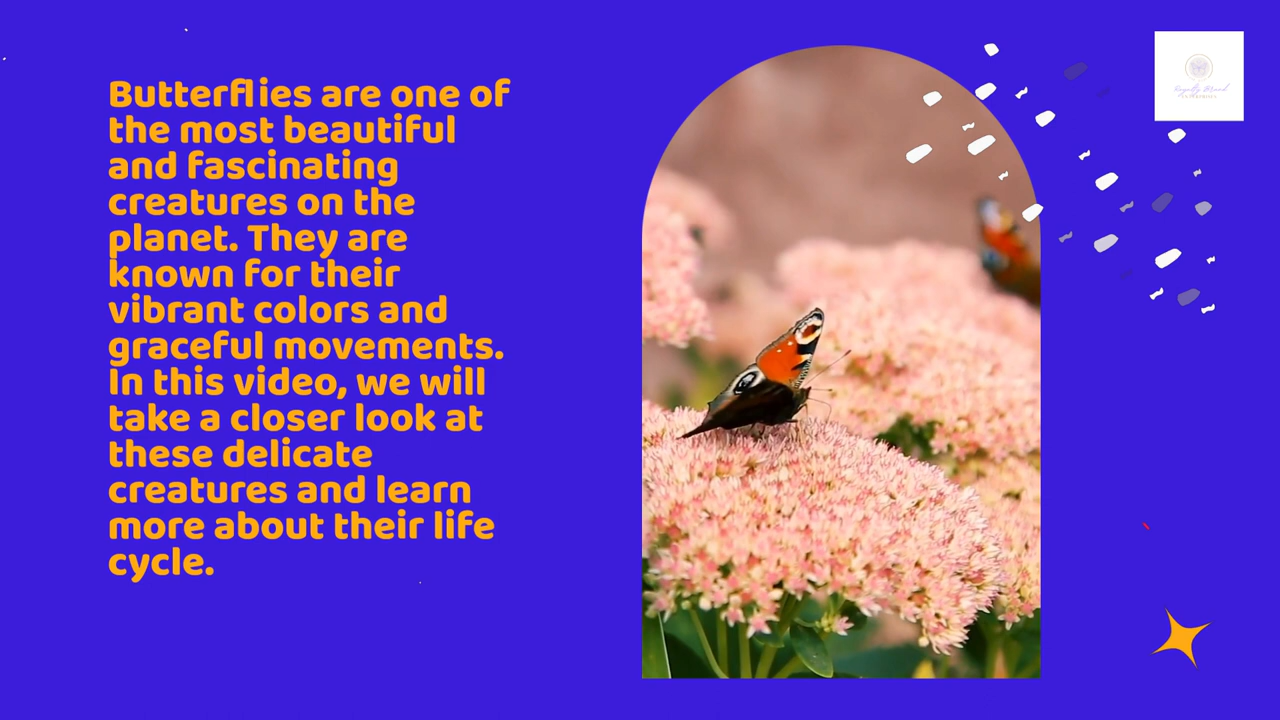 Butterflies are one of
the most beautiful
and fascinating
creatures on the
planet. They are
known for their
vibrant colors and
graceful movements.
In this video, we will
take a closer look at
these delicate
creatures and learn
more about their life
cycle.
Royalty Brand